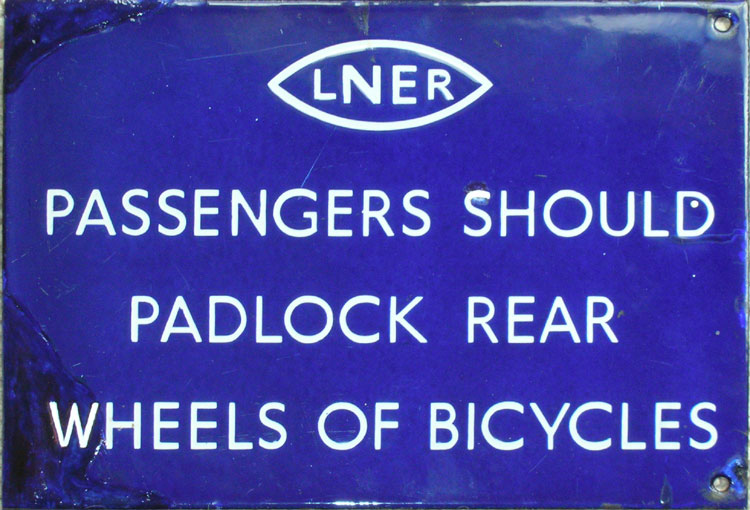 LNER
PASSENGERS SHOULD
PADLOCK REAR
WHEELS OF BICYCLES